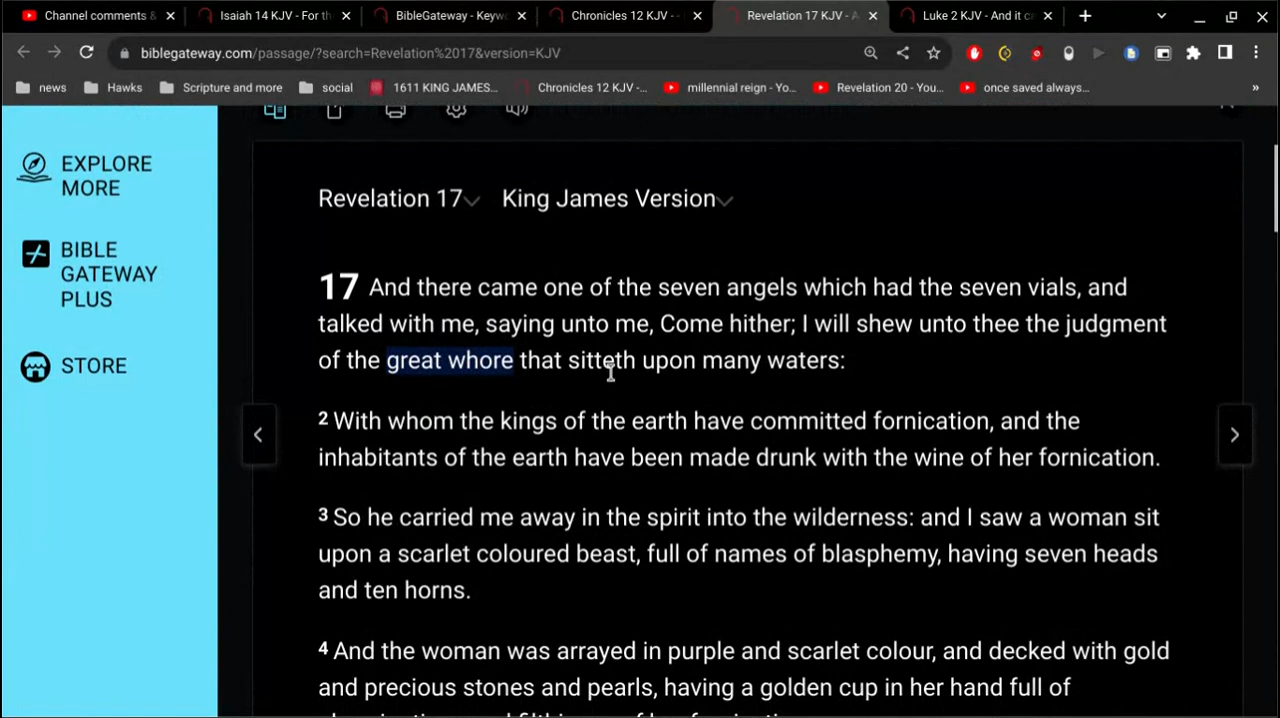 Channel comments &
Isaiah 14 KJV - For th
BibleGateway - Keywo
Chronicles 12 KJV - -
Revelation 17 KJV - A
Luke 2 KJV - And it ca
biblegateway.com/passage/?search=Revelation%2017&version=KJV
news
Hawks
Scripture and more
social
1611 KING JAMES...
Chronicles 12 KJV -...
millennial reign - Yo...
Revelation 20 - You...
once saved always...
»
EXPLORE
MORE
BIBLE
GATEWAY
PLUS
STORE
Revelation 17
King James Version
17 And there came one of the seven angels which had the seven vials, and
talked with me, saying unto me, Come hither; I will shew unto thee the judgment
of the great whore that sitteth upon many waters:
2 With whom the kings of the earth have committed fornication, and the
inhabitants of the earth have been made drunk with the wine of her fornication.
3 So he carried me away in the spirit into the wilderness: and I saw a woman sit
upon a scarlet coloured beast, full of names of blasphemy, having seven heads
and ten horns.
4 And the woman was arrayed in purple and scarlet colour, and decked with gold
and precious stones and pearls, having a golden cup in her hand full of